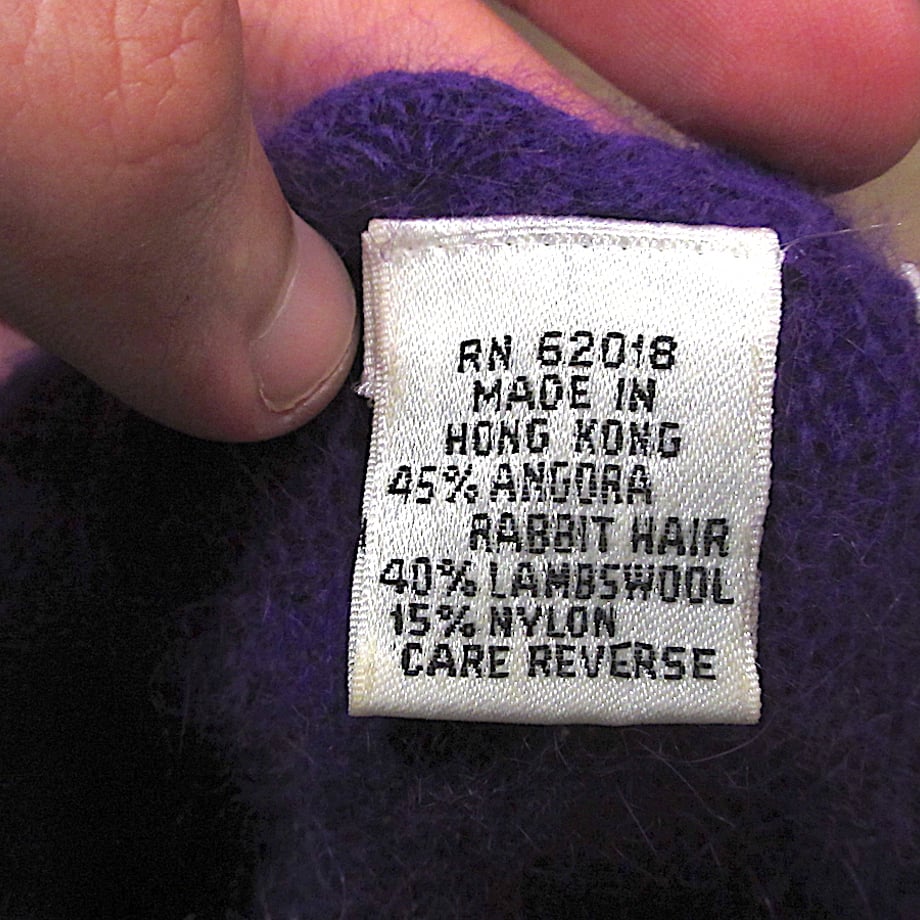 RN 62018
MADE IN
HONG KONG
45% ANGORA
RABBIT HAIR
40% LAMBSWOOL
15% NYLON
CARE REVERSE